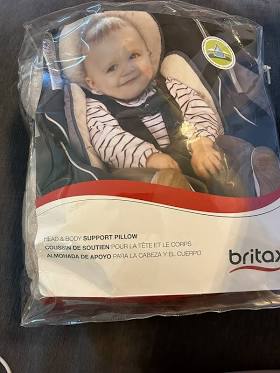 HEAD & BODY SUPPORT PILLOW
COUSSIN DE SOUTIEN POUR LA TÊTE ET LE CORPS
ALMOHADA DE APOYO PARA LA CABEZA Y EL CUERPO
britax